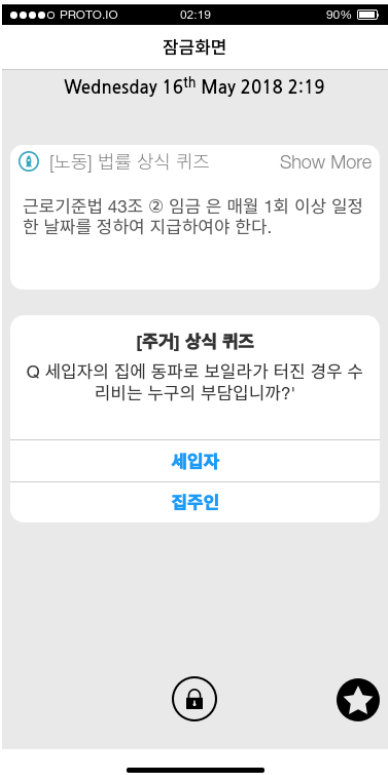 PROTO.IO 02:19 90%
잠금화면
Wednesday 16th May 2018 2:19
[노동] 법률 상식 퀴즈 Show More
근로기준법 43조 ② 임금 은 매월 1회 이상 일정
한 날짜를 정하여 지급하여야 한다.
[주거] 상식 퀴즈
Q 세입자의 집에 동파로 보일라가 터진 경우 수
리비는 누구의 부담입니까?'
세입자
집주인